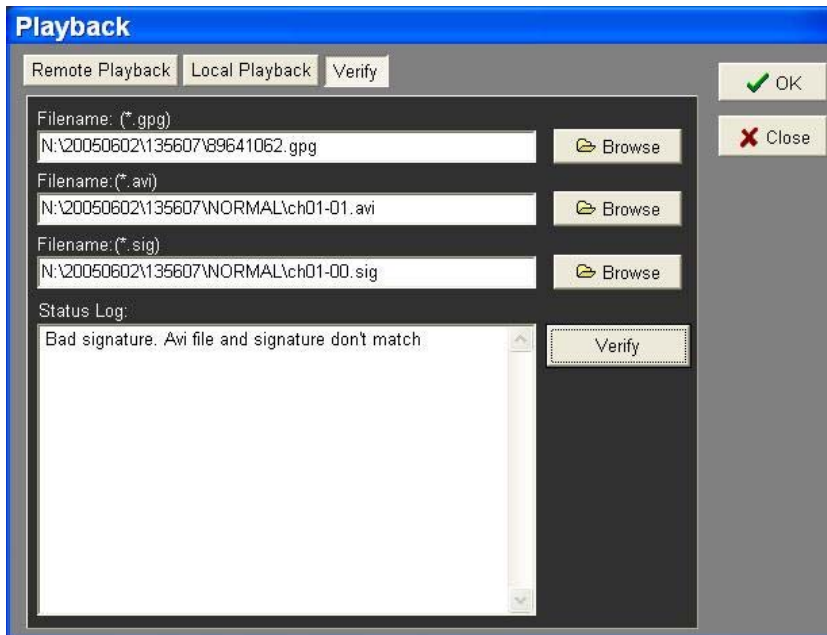 Playback
Remote Playback Local Playback Verify
OK
Close
Filename: (*.gpg)
N:\20050602\135607\89641062.gpg Browse
Filename:(*.avi)
N:\20050602\135607\NORMAL\ch01-01.avi Browse
Filename:(*.sig)
N:\20050602\135607\NORMAL\ch01-00.sig Browse
Status Log:
Bad signature. Avi file and signature don't match
Verify